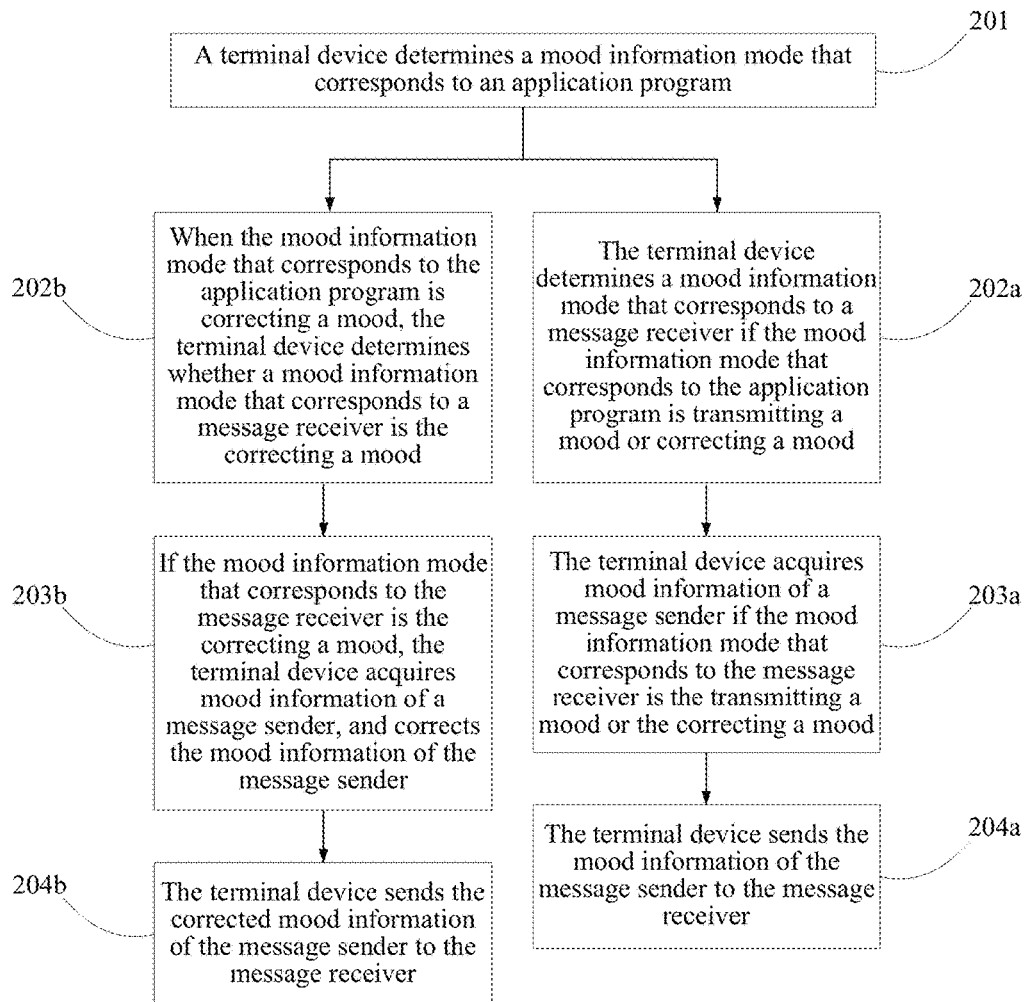 201
A terminal device determines a mood information mode that
corresponds to an application program
202b
When the mood information
mode that corresponds to the
application program is
correcting a mood, the
terminal device determines
whether a mood information
mode that corresponds to a
message receiver is the
correcting a mood
The terminal device
determines a mood information
mode that corresponds to a
message receiver if the mood
information mode that
corresponds to the application
program is transmitting a
mood or correcting a mood
202a
203b
If the mood information mode
that corresponds to the
message receiver is the
correcting a mood, the
terminal device acquires
mood information of a
message sender, and corrects
the mood information of the
message sender
The terminal device acquires
mood information of a
message sender if the mood
information mode that
corresponds to the message
receiver is the transmitting a
mood or the correcting a mood
203a
204b
The terminal device sends the
corrected mood information
of the message sender to the
message receiver
The terminal device sends the
mood information of the
message sender to the message
receiver
204a